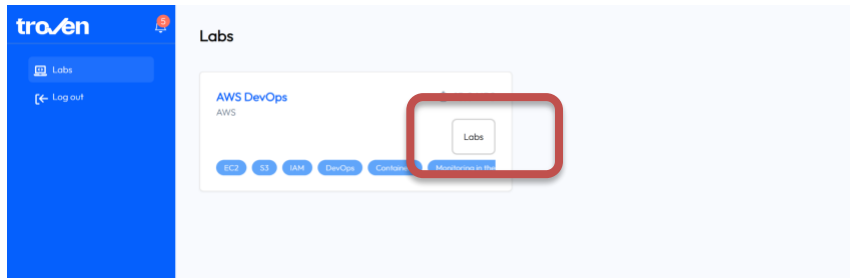 troven
5
Labs
Log out
Labs
AWS DevOps
AWS
Labs
EC2
S3
IAM
DevOps
Monitoring in the